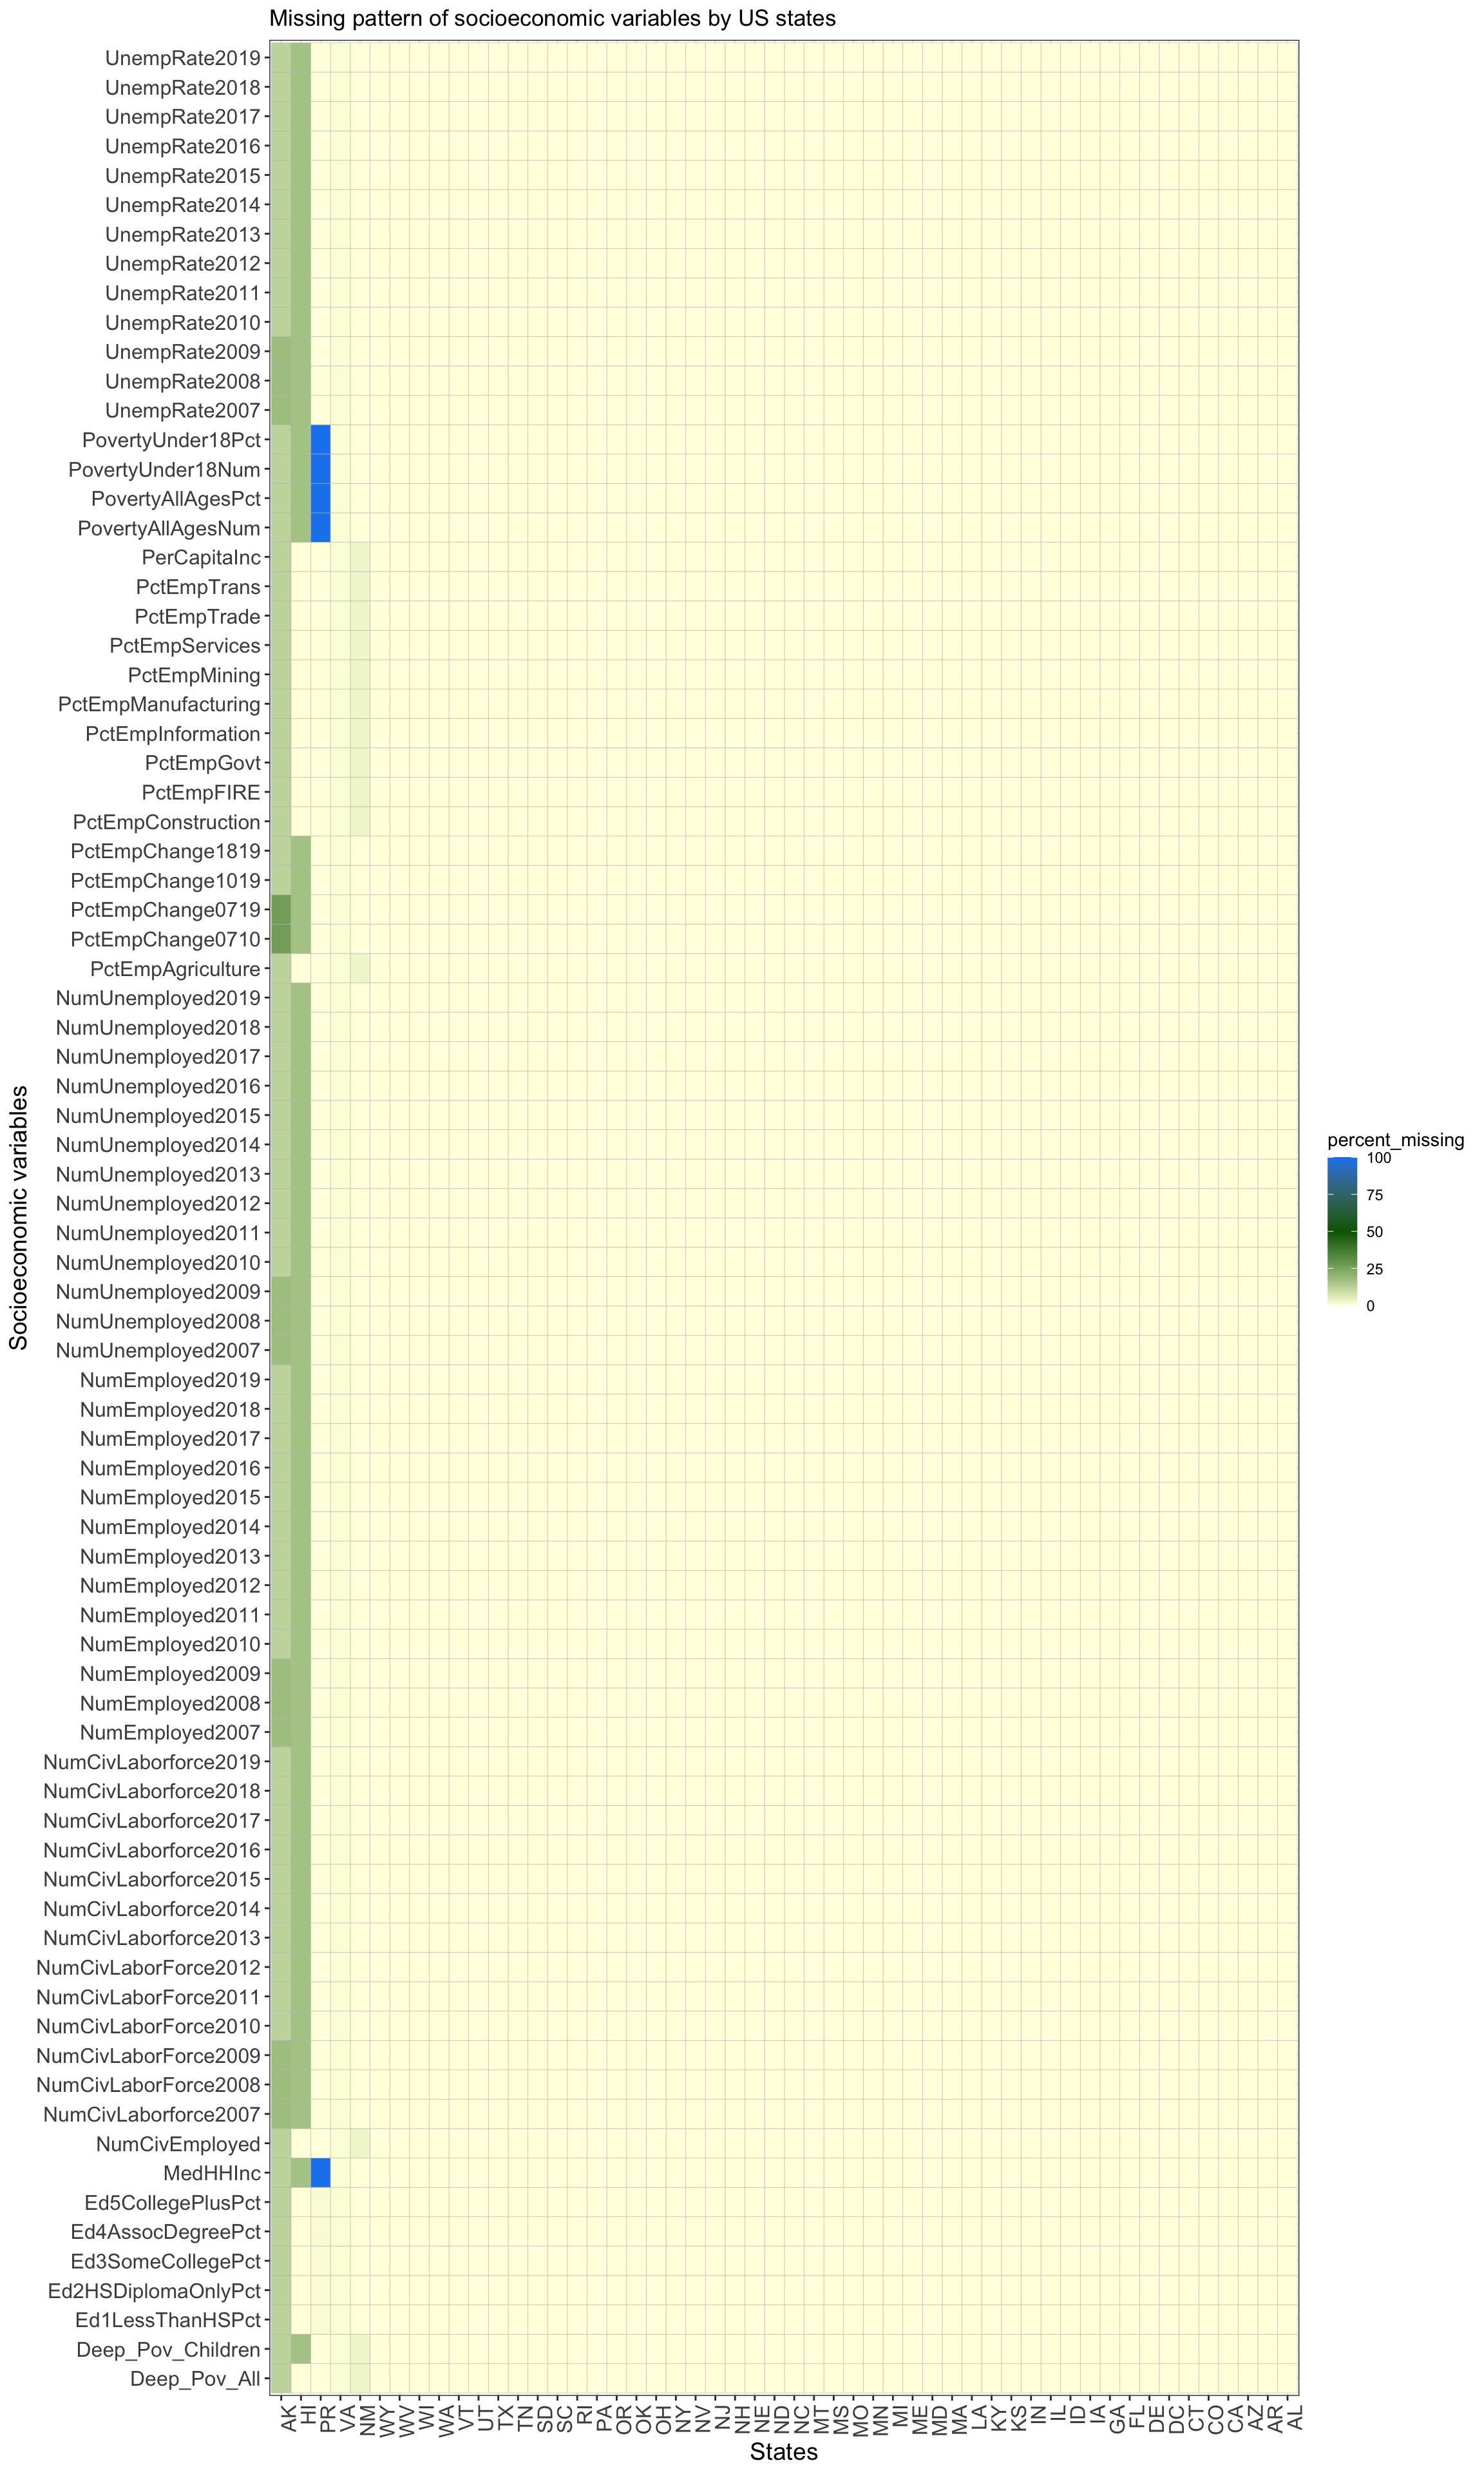 Missing pattern of socioeconomic variables by US states
UnempRate2019
UnempRate2018
UnempRate2017
UnempRate2016
UnempRate2015
UnempRate2014
UnempRate2013
UnempRate2012
UnempRate2011
UnempRate2010
UnempRate2009
UnempRate2008
UnempRate2007
PovertyUnder18Pct
PovertyUnder18Num
PovertyAllAgesPct
PovertyAllAgesNum
PerCapitaInc
PctEmpTrans
PctEmpTrade
PctEmpServices
PctEmpMining
PctEmpManufacturing
PctEmpInformation
PctEmpGovt
PctEmpFIRE
PctEmpConstruction
PctEmpChange1819
PctEmpChange1019
PctEmpChange0719
PctEmpChange0710
PctEmpAgriculture
NumUnemployed2019
NumUnemployed2018
NumUnemployed2017
NumUnemployed2016
NumUnemployed2015
NumUnemployed2014
NumUnemployed2013
NumUnemployed2012
NumUnemployed2011
NumUnemployed2010
NumUnemployed2009
NumUnemployed2008
NumUnemployed2007
NumEmployed2019
NumEmployed2018
NumEmployed2017
NumEmployed2016
NumEmployed2015
NumEmployed2014
NumEmployed2013
NumEmployed2012
NumEmployed2011
NumEmployed2010
NumEmployed2009
NumEmployed2008
NumEmployed2007
NumCivLaborforce2019
NumCivLaborforce2018
NumCivLaborforce2017
NumCivLaborforce2016
NumCivLaborforce2015
NumCivLaborforce2014
NumCivLaborforce2013
NumCivLaborForce2012
NumCivLaborForce2011
NumCivLaborForce2010
NumCivLaborForce2009
NumCivLaborForce2008
NumCivLaborforce2007
NumCivEmployed
MedHHInc
Ed5CollegePlusPct
Ed4AssocDegreePct
Ed3SomeCollegePct
Ed2HSDiplomaOnlyPct
Ed1LessThanHSPct
Deep_Pov_Children
Deep_Pov_All
Socioeconomic variables
AK
HI
PR
VA
NM
WY
WV
WI
WA
VT
UT
TX
TN
SD
SC
RI
PA
OR
OK
OH
NY
NV
NJ
NH
NE
ND
NC
MT
MS
MO
MN
MI
ME
MD
MA
LA
KY
KS
IN
IL
ID
IA
GA
FL
DE
DC
CT
CO
CA
AZ
AR
AL
States
percent_missing
100
75
50
25
0